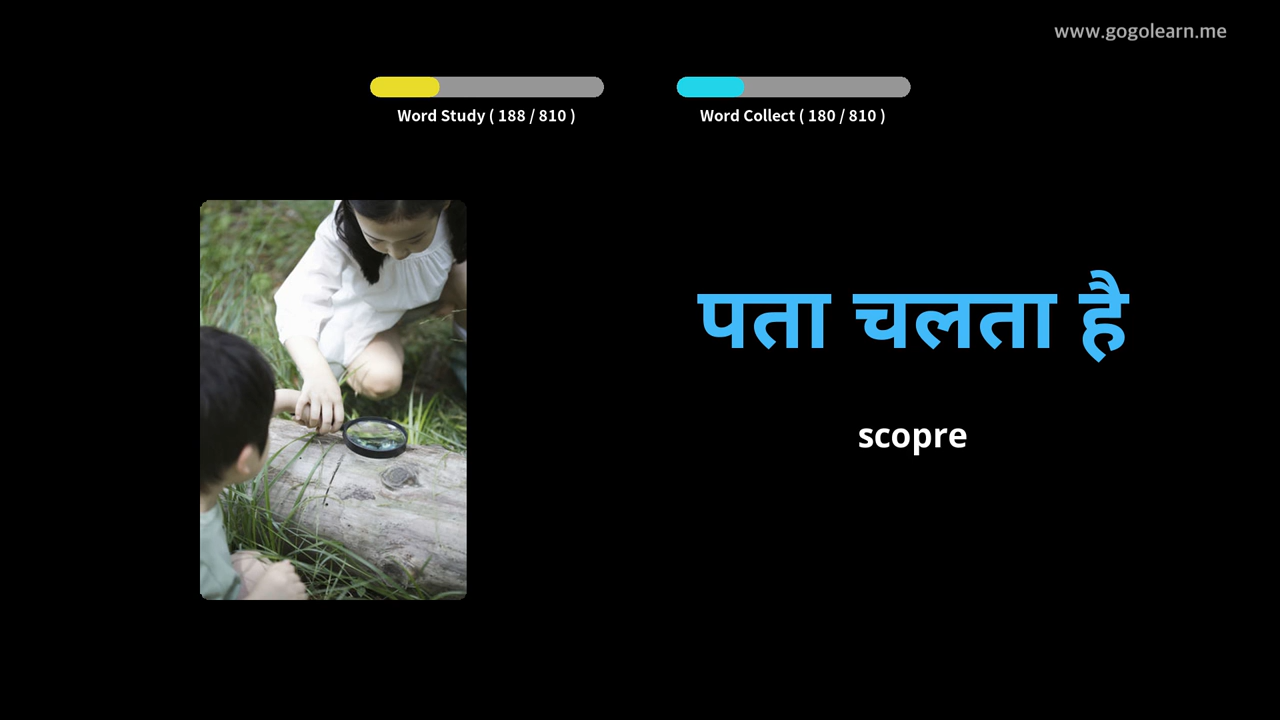 www.gogolearn.me
Word Study ( 188 / 810 )
Word Collect ( 180 / 810 )
पता चलता है
scopre